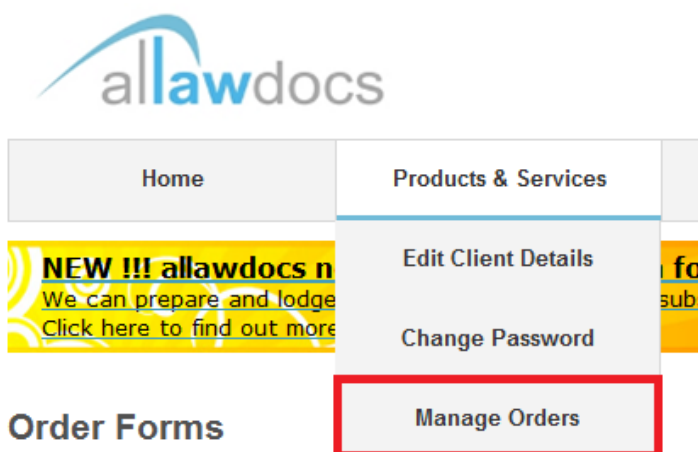 allawdocs
Home
Products & Services
Edit Client Details
Change Password
Manage Orders
NEW !!! allawdocs n
We can prepare and lodge
sub
Click here to find out more
Order Forms